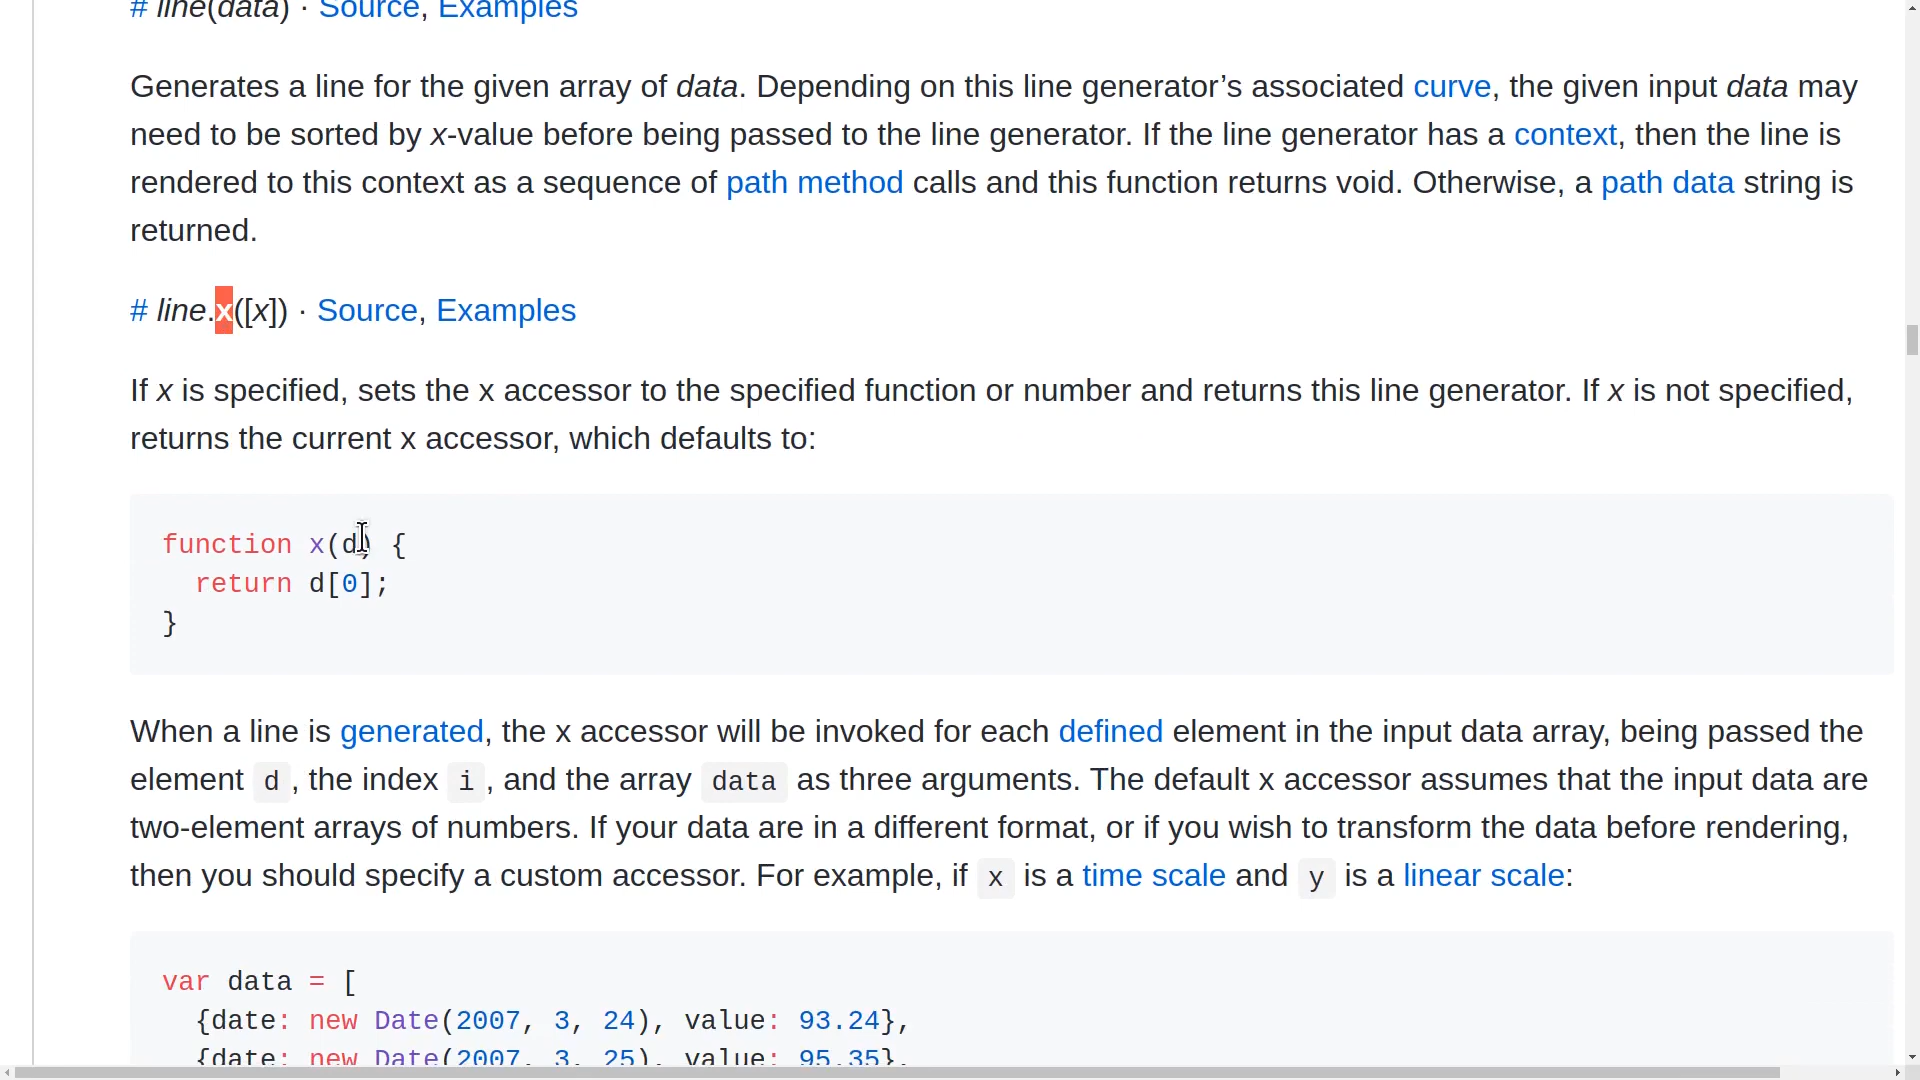 # line(data) · Source, Examples
Generates a line for the given array of data. Depending on this line generator’s associated curve, the given input data may
need to be sorted by x-value before being passed to the line generator. If the line generator has a context, then the line is
rendered to this context as a sequence of path method calls and this function returns void. Otherwise, a path data string is
returned.
# line.x([x]) · Source, Examples
If x is specified, sets the x accessor to the specified function or number and returns this line generator. If x is not specified,
returns the current x accessor, which defaults to:
function x(d) {
  return d[0];
}
When a line is generated, the x accessor will be invoked for each defined element in the input data array, being passed the
element d, the index i, and the array data as three arguments. The default x accessor assumes that the input data are
two-element arrays of numbers. If your data are in a different format, or if you wish to transform the data before rendering,
then you should specify a custom accessor. For example, if x is a time scale and y is a linear scale:
var data = [
  {date: new Date(2007, 3, 24), value: 93.24},
  {date: new Date(2007, 3, 25), value: 95.35},